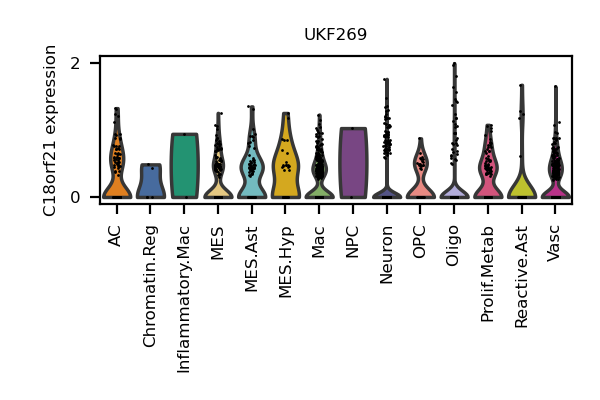 UKF269
C18orf21 expression
2
0
AC
Chromatin.Reg
Inflammatory.Mac
MES
MES.Ast
MES.Hyp
Mac
NPC
Neuron
OPC
Oligo
Prolif.Metab
Reactive.Ast
Vasc